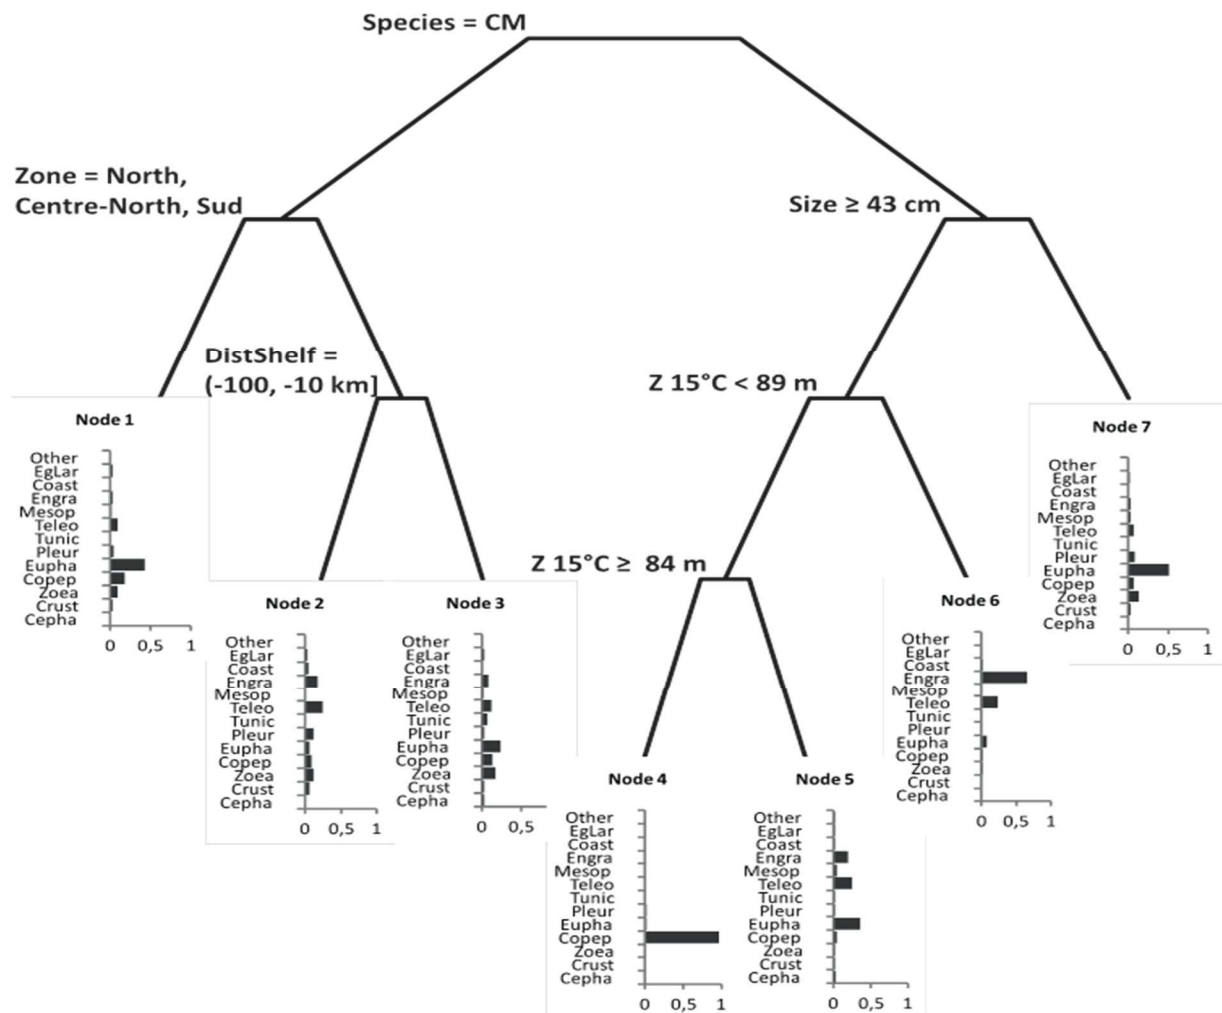 Species = CM
Zone = North,
Centre-North, Sud
Size ≥ 43 cm
DistShelf =
(-100, -10 km]
Z 15°C < 89 m
Z 15°C ≥ 84 m
Node 1
Other
EgLar
Coast
Engra
Mesop
Teleo
Tunic
Pleur
Eupha
Copep
Zoea
Crust
Cepha
0 0,5 1
Node 2
Other
EgLar
Coast
Engra
Mesop
Teleo
Tunic
Pleur
Eupha
Copep
Zoea
Crust
Cepha
0 0,5 1
Node 3
Other
EgLar
Coast
Engra
Mesop
Teleo
Tunic
Pleur
Eupha
Copep
Zoea
Crust
Cepha
0 0,5
Node 4
Other
EgLar
Coast
Engra
Mesop
Teleo
Tunic
Pleur
Eupha
Copep
Zoea
Crust
Cepha
0 0,5 1
Node 5
Other
EgLar
Coast
Engra
Mesop
Teleo
Tunic
Pleur
Eupha
Copep
Zoea
Crust
Cepha
0 0,5 1
Node 6
Other
EgLar
Coast
Engra
Mesop
Teleo
Tunic
Pleur
Eupha
Copep
Zoea
Crust
Cepha
0 0,5 1
Node 7
Other
EgLar
Coast
Engra
Mesop
Teleo
Tunic
Pleur
Eupha
Copep
Zoea
Crust
Cepha
0 0,5 1